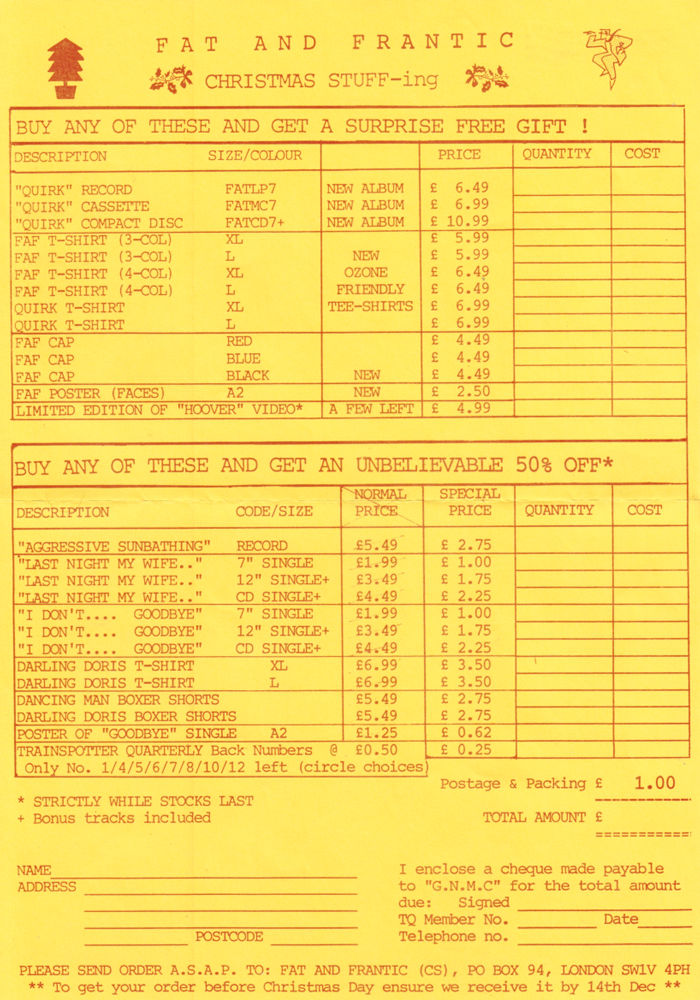 FAT AND FRANTIC
CHRISTMAS STUFF-ing
BUY ANY OF THESE AND GET A SURPRISE FREE GIFT !
DESCRIPTION SIZE/COLOUR PRICE QUANTITY COST
"QUIRK" RECORD FATLP7 NEW ALBUM £ 6.49
"QUIRK" CASSETTE FATMC7 NEW ALBUM £ 6.99
"QUIRK" COMPACT DISC FATCD7+ NEW ALBUM £ 10.99
FAF T-SHIRT (3-COL) XL £ 5.99
FAF T-SHIRT (3-COL) L NEW £ 5.99
FAF T-SHIRT (4-COL) XL OZONE £ 6.49
FAF T-SHIRT (4-COL) L FRIENDLY £ 6.49
QUIRK T-SHIRT XL TEE-SHIRTS £ 6.99
QUIRK T-SHIRT L £ 6.99
FAF CAP RED £ 4.49
FAF CAP BLUE £ 4.49
FAF CAP BLACK NEW £ 4.49
FAF POSTER (FACES) A2 NEW £ 2.50
LIMITED EDITION OF "HOOVER" VIDEO* A FEW LEFT £ 4.99
BUY ANY OF THESE AND GET AN UNBELIEVABLE 50% OFF*
NORMAL SPECIAL
DESCRIPTION CODE/SIZE PRICE PRICE QUANTITY COST
"AGGRESSIVE SUNBATHING" RECORD £5.49 £ 2.75
"LAST NIGHT MY WIFE.." 7" SINGLE £1.99 £ 1.00
"LAST NIGHT MY WIFE.." 12" SINGLE+ £3.49 £ 1.75
"LAST NIGHT MY WIFE.." CD SINGLE+ £4.49 £ 2.25
"I DON'T.... GOODBYE" 7" SINGLE £1.99 £ 1.00
"I DON'T.... GOODBYE" 12" SINGLE+ £3.49 £ 1.75
"I DON'T.... GOODBYE" CD SINGLE+ £4.49 £ 2.25
DARLING DORIS T-SHIRT XL £6.99 £ 3.50
DARLING DORIS T-SHIRT L £6.99 £ 3.50
DANCING MAN BOXER SHORTS £5.49 £ 2.75
DARLING DORIS BOXER SHORTS £5.49 £ 2.75
POSTER OF "GOODBYE" SINGLE A2 £1.25 £ 0.62
TRAINSPOTTER QUARTERLY Back Numbers @ £0.50 £ 0.25
Only No. 1/4/5/6/7/8/10/12 left (circle choices)
Postage & Packing £ 1.00
* STRICTLY WHILE STOCKS LAST
+ Bonus tracks included TOTAL AMOUNT £
NAME I enclose a cheque made payable
ADDRESS to "G.N.M.C" for the total amount
due: Signed
TQ Member No. Date
POSTCODE Telephone no.
PLEASE SEND ORDER A.S.A.P. TO: FAT AND FRANTIC (CS), PO BOX 94, LONDON SW1V 4PH
** To get your order before Christmas Day ensure we receive it by 14th Dec **